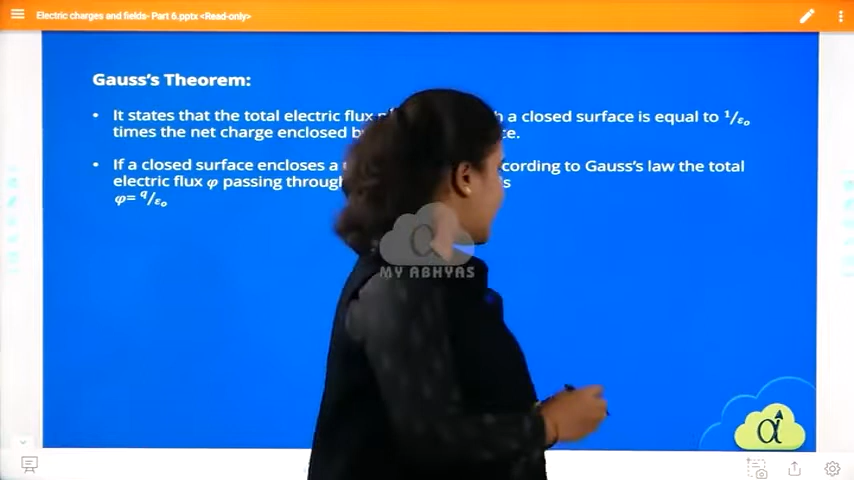 Electric charges and fields- Part 6.pptx <Read-only>
Gauss's Theorem:
• It states that the total electric flux a closed surface is equal to ¹/ε₀
times the net charge enclosed
• If a closed surface encloses a to Gauss's law the total
electric flux φ passing through
φ= q/ε₀
α
MY ABHYAS
α